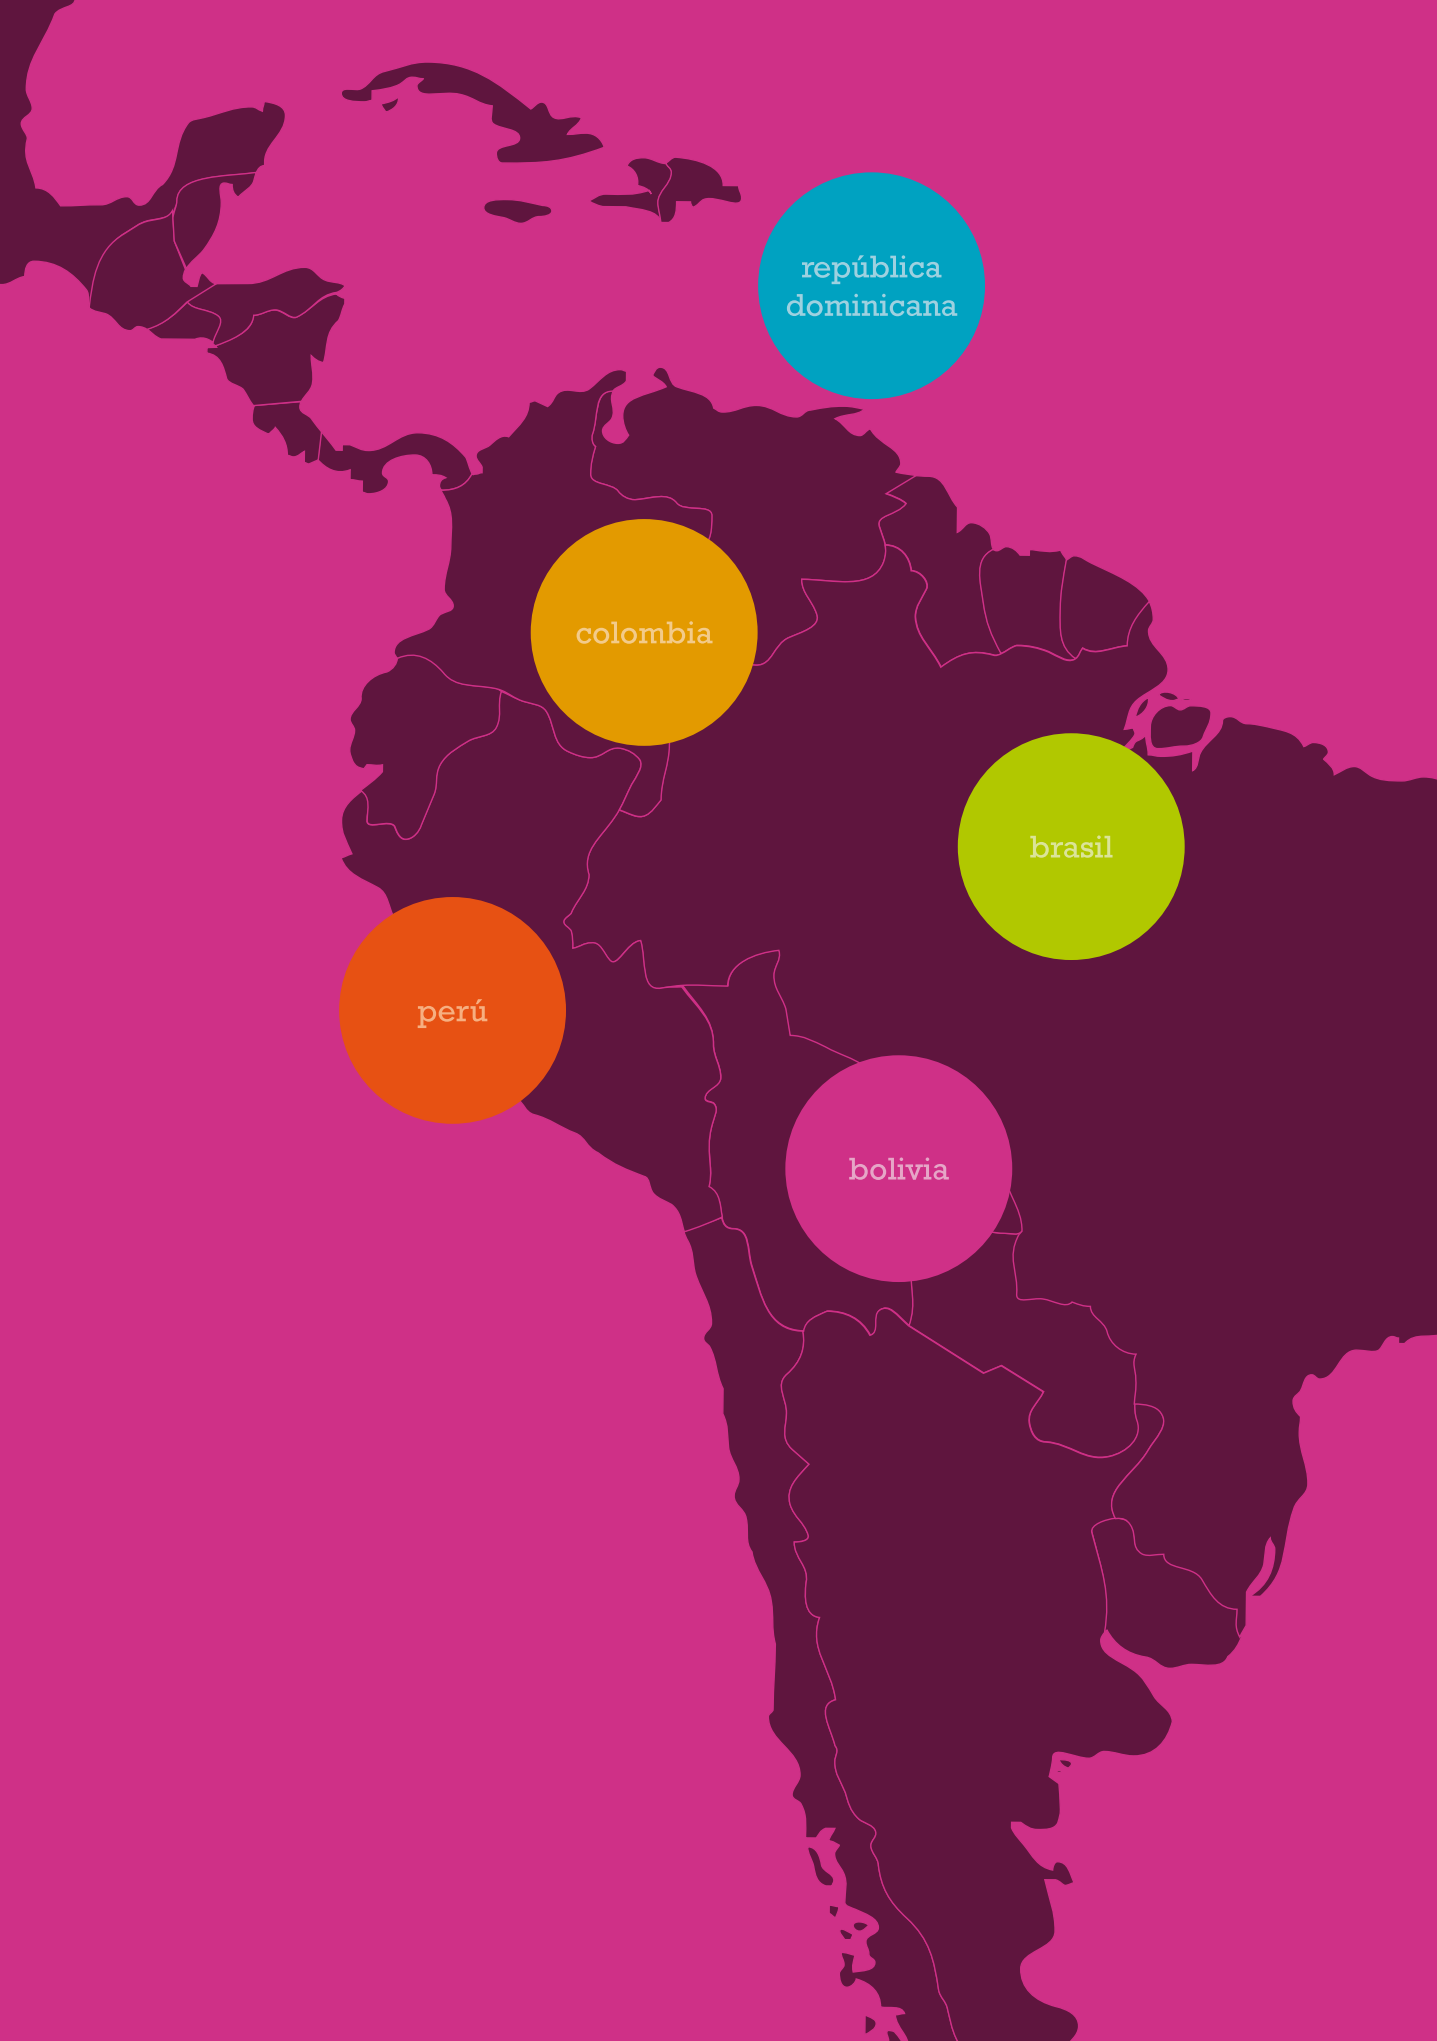 república
dominicana
colombia
brasil
perú
bolivia